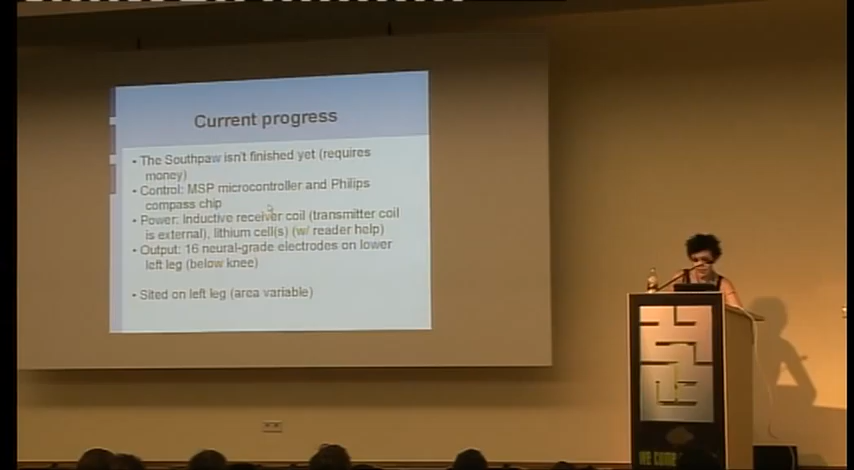 Current progress
• The Southpaw isn't finished yet (requires
money)
• Control: MSP microcontroller and Philips
compass chip
• Power: Inductive receiver coil (transmitter coil
is external), lithium cell(s) (w/ reader help)
• Output: 16 neural-grade electrodes on lower
left leg (below knee)
• Sited on left leg (area variable)
we come